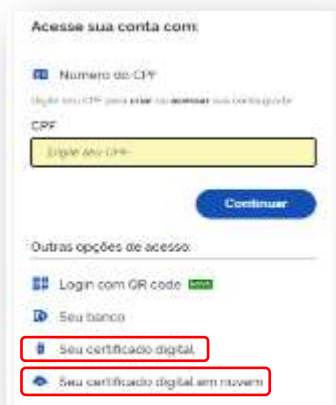 Acesse sua conta com:
Número do CPF
Digite seu CPF para criar ou acessar sua conta gov.br
CPF
Digite seu CPF
Continuar
Outras opções de acesso:
Login com QR code
Seu banco
Seu certificado digital
Seu certificado digital em nuvem